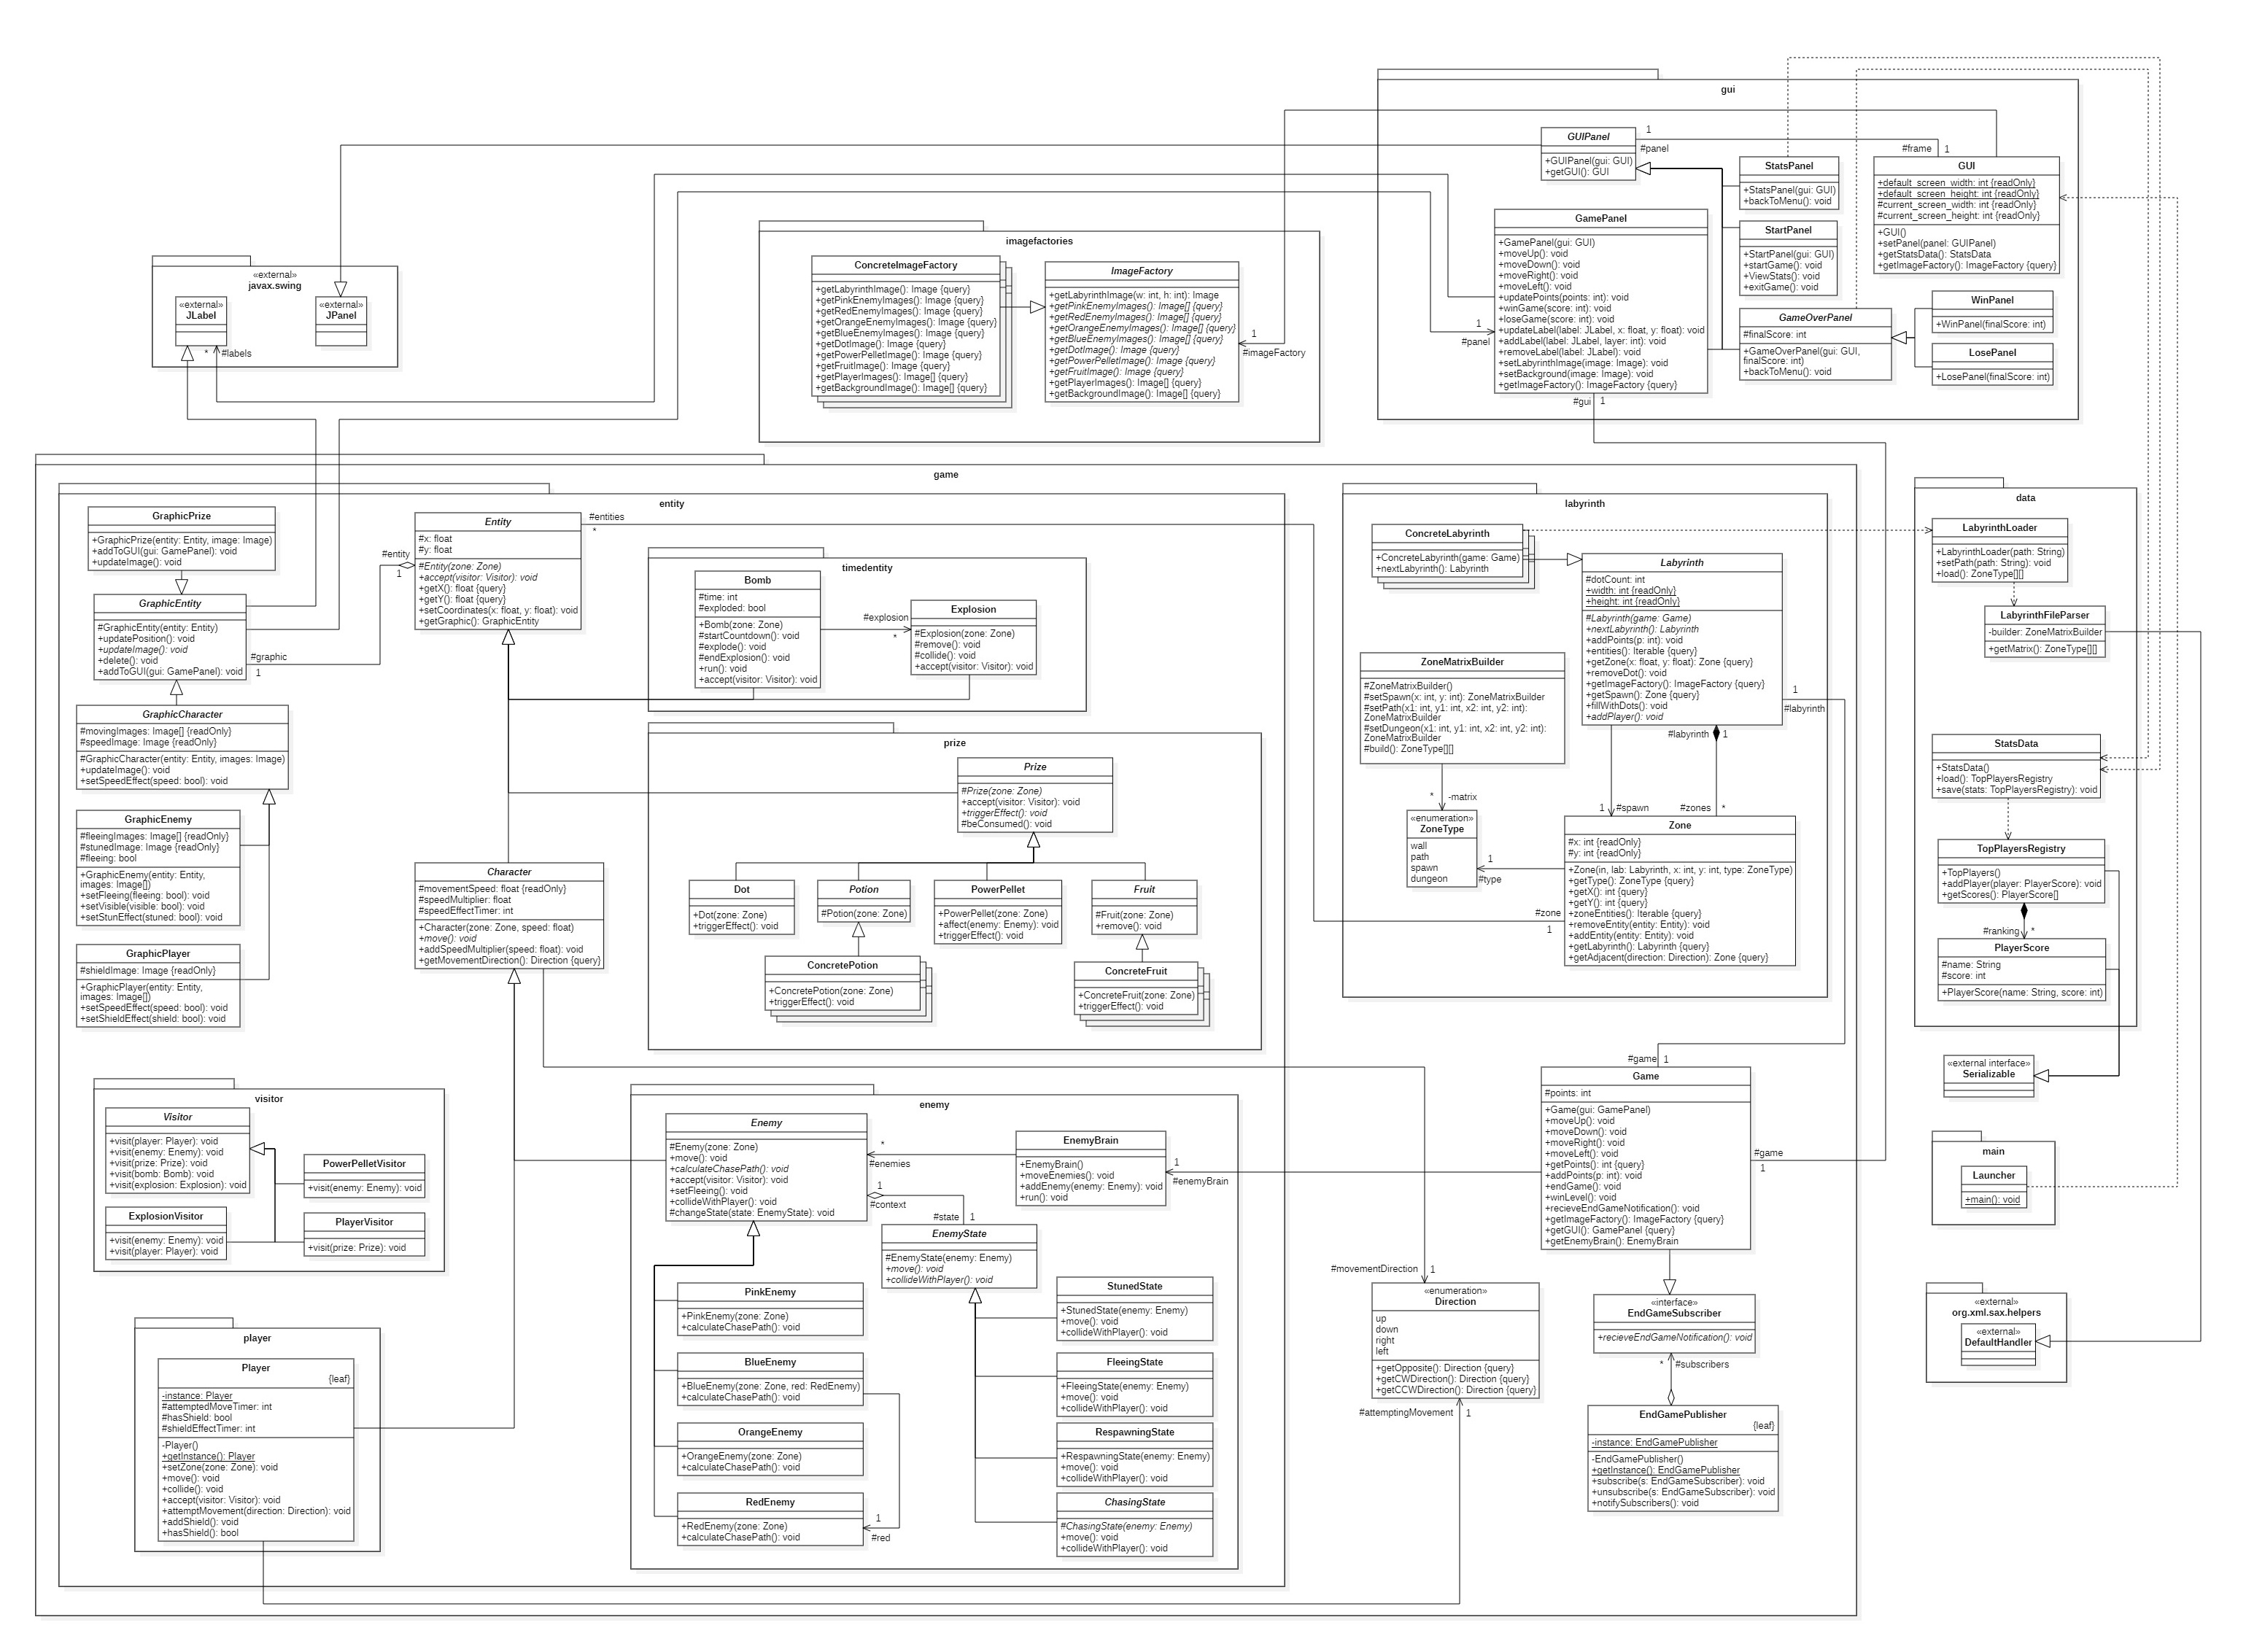 gui
GUIPanel
+GUIPanel(gui: GUI)
+getGUI(): GUI
1
#panel
#frame
1
StatsPanel
+StatsPanel(gui: GUI)
+backToMenu(): void
GUI
+default_screen_width: int {readOnly}
+default_screen_height: int {readOnly}
#current_screen_width: int {readOnly}
#current_screen_height: int {readOnly}
+GUI()
+setPanel(panel: GUIPanel)
+getStatsData(): StatsData
+getImageFactory(): ImageFactory {query}
GamePanel
+GamePanel(gui: GUI)
+moveUp(): void
+moveDown(): void
+moveRight(): void
+moveLeft(): void
+updatePoints(points: int): void
+winGame(score: int): void
+loseGame(score: int): void
+updateLabel(label: JLabel, x: float, y: float): void
+addLabel(label: JLabel, layer: int): void
+removeLabel(label: JLabel): void
+setLabyrinthImage(image: Image): void
+setBackground(image: Image): void
+getImageFactory(): ImageFactory {query}
1
#panel
#gui
1
StartPanel
+StartPanel(gui: GUI)
+startGame(): void
+ViewStats(): void
+exitGame(): void
GameOverPanel
#finalScore: int
+GameOverPanel(gui: GUI,
finalScore: int)
+backToMenu(): void
WinPanel
+WinPanel(finalScore: int)
LosePanel
+LosePanel(finalScore: int)
imagefactories
ConcreteImageFactory
+getLabyrinthImage(): Image {query}
+getPinkEnemyImages(): Image {query}
+getRedEnemyImages(): Image {query}
+getOrangeEnemyImages(): Image {query}
+getBlueEnemyImages(): Image {query}
+getDotImage(): Image {query}
+getPowerPelletImage(): Image {query}
+getFruitImage(): Image {query}
+getPlayerImages(): Image[] {query}
+getBackgroundImage(): Image[] {query}
ImageFactory
+getLabyrinthImage(w: int, h: int): Image
+getPinkEnemyImages(): Image[] {query}
+getRedEnemyImages(): Image[] {query}
+getOrangeEnemyImages(): Image[] {query}
+getBlueEnemyImages(): Image[] {query}
+getDotImage(): Image {query}
+getPowerPelletImage(): Image {query}
+getFruitImage(): Image {query}
+getPlayerImages(): Image[] {query}
+getBackgroundImage(): Image[] {query}
1
#imageFactory
«external»
javax.swing
«external»
JLabel
«external»
JPanel
*
#labels
game
entity
GraphicPrize
+GraphicPrize(entity: Entity, image: Image)
+addToGUI(gui: GamePanel): void
+updateImage(): void
GraphicEntity
#GraphicEntity(entity: Entity)
+updatePosition(): void
+updateImage(): void
+delete(): void
+addToGUI(gui: GamePanel): void
#graphic
1
#entity
1
GraphicCharacter
#movingImages: Image[] {readOnly}
#speedImage: Image {readOnly}
#GraphicCharacter(entity: Entity, images: Image)
+updateImage(): void
+setSpeedEffect(speed: bool): void
GraphicEnemy
#fleeingImages: Image[] {readOnly}
#stunedImage: Image {readOnly}
#fleeing: bool
+GraphicEnemy(entity: Entity,
images: Image[])
+setFleeing(fleeing: bool): void
+setVisible(visible: bool): void
+setStunEffect(stuned: bool): void
GraphicPlayer
#shieldImage: Image {readOnly}
+GraphicPlayer(entity: Entity,
images: Image[])
+setSpeedEffect(speed: bool): void
+setShieldEffect(shield: bool): void
Entity
#x: float
#y: float
#Entity(zone: Zone)
+accept(visitor: Visitor): void
+getX(): float {query}
+getY(): float {query}
+setCoordinates(x: float, y: float): void
+getGraphic(): GraphicEntity
#entities
*
timedentity
Bomb
#time: int
#exploded: bool
+Bomb(zone: Zone)
#startCountdown(): void
#explode(): void
#endExplosion(): void
+run(): void
+accept(visitor: Visitor): void
#explosion
*
Explosion
#Explosion(zone: Zone)
#remove(): void
#collide(): void
+accept(visitor: Visitor): void
prize
Prize
#Prize(zone: Zone)
+accept(visitor: Visitor): void
+triggerEffect(): void
#beConsumed(): void
Dot
+Dot(zone: Zone)
+triggerEffect(): void
Potion
#Potion(zone: Zone)
PowerPellet
+PowerPellet(zone: Zone)
+affect(enemy: Enemy): void
+triggerEffect(): void
Fruit
#Fruit(zone: Zone)
+remove(): void
ConcretePotion
+ConcretePotion(zone: Zone)
+triggerEffect(): void
ConcreteFruit
+ConcreteFruit(zone: Zone)
+triggerEffect(): void
Character
#movementSpeed: float {readOnly}
#speedMultiplier: float
#speedEffectTimer: int
+Character(zone: Zone, speed: float)
+move(): void
+addSpeedMultiplier(speed: float): void
+getMovementDirection(): Direction {query}
visitor
Visitor
+visit(player: Player): void
+visit(enemy: Enemy): void
+visit(prize: Prize): void
+visit(bomb: Bomb): void
+visit(explosion: Explosion): void
PowerPelletVisitor
+visit(enemy: Enemy): void
ExplosionVisitor
+visit(enemy: Enemy): void
+visit(player: Player): void
PlayerVisitor
+visit(prize: Prize): void
player
Player
{leaf}
-instance: Player
#attemptedMoveTimer: int
#hasShield: bool
#shieldEffectTimer: int
-Player()
+getInstance(): Player
+setZone(zone: Zone): void
+move(): void
+collide(): void
+accept(visitor: Visitor): void
+attemptMovement(direction: Direction): void
+addShield(): void
+hasShield(): bool
enemy
Enemy
#Enemy(zone: Zone)
+move(): void
+calculateChasePath(): void
+accept(visitor: Visitor): void
+setFleeing(): void
+collideWithPlayer(): void
#changeState(state: EnemyState): void
*
#enemies
1
#context
#state
1
EnemyBrain
+EnemyBrain()
+moveEnemies(): void
+addEnemy(enemy: Enemy): void
+run(): void
1
#enemyBrain
EnemyState
#EnemyState(enemy: Enemy)
+move(): void
+collideWithPlayer(): void
PinkEnemy
+PinkEnemy(zone: Zone)
+calculateChasePath(): void
BlueEnemy
+BlueEnemy(zone: Zone, red: RedEnemy)
+calculateChasePath(): void
OrangeEnemy
+OrangeEnemy(zone: Zone)
+calculateChasePath(): void
RedEnemy
+RedEnemy(zone: Zone)
+calculateChasePath(): void
1
#red
StunedState
+StunedState(enemy: Enemy)
+move(): void
+collideWithPlayer(): void
FleeingState
+FleeingState(enemy: Enemy)
+move(): void
+collideWithPlayer(): void
RespawningState
+RespawningState(enemy: Enemy)
+move(): void
+collideWithPlayer(): void
ChasingState
#ChasingState(enemy: Enemy)
+move(): void
+collideWithPlayer(): void
labyrinth
ConcreteLabyrinth
+ConcreteLabyrinth(game: Game)
+nextLabyrinth(): Labyrinth
Labyrinth
#dotCount: int
+width: int {readOnly}
+height: int {readOnly}
#Labyrinth(game: Game)
+nextLabyrinth(): Labyrinth
+addPoints(p: int): void
+entities(): Iterable {query}
+getZone(x: float, y: float): Zone {query}
+removeDot(): void
+getImageFactory(): ImageFactory {query}
+getSpawn(): Zone {query}
+fillWithDots(): void
+addPlayer(): void
1
#labyrinth
#labyrinth
1
ZoneMatrixBuilder
#ZoneMatrixBuilder()
#setSpawn(x: int, y: int): ZoneMatrixBuilder
#setPath(x1: int, y1: int, x2: int, y2: int):
ZoneMatrixBuilder
#setDungeon(x1: int, y1: int, x2: int, y2: int):
ZoneMatrixBuilder
#build(): ZoneType[][]
*
-matrix
«enumeration»
ZoneType
wall
path
spawn
dungeon
1
#type
1
#spawn
#zones
*
Zone
#x: int {readOnly}
#y: int {readOnly}
+Zone(in, lab: Labyrinth, x: int, y: int, type: ZoneType)
+getType(): ZoneType {query}
+getX(): int {query}
+getY(): int {query}
+zoneEntities(): Iterable {query}
+removeEntity(entity: Entity): void
+addEntity(entity: Entity): void
+getLabyrinth(): Labyrinth {query}
+getAdjacent(direction: Direction): Zone {query}
#zone
1
#game
1
Game
#points: int
+Game(gui: GamePanel)
+moveUp(): void
+moveDown(): void
+moveRight(): void
+moveLeft(): void
+getPoints(): int {query}
+addPoints(p: int): void
+endGame(): void
+winLevel(): void
+recieveEndGameNotification(): void
+getImageFactory(): ImageFactory {query}
+getGUI(): GamePanel {query}
+getEnemyBrain(): EnemyBrain
#game
1
#movementDirection
1
«enumeration»
Direction
up
down
right
left
+getOpposite(): Direction {query}
+getCWDirection(): Direction {query}
+getCCWDirection(): Direction {query}
#attemptingMovement
1
«interface»
EndGameSubscriber
+recieveEndGameNotification(): void
*
#subscribers
EndGamePublisher
{leaf}
-instance: EndGamePublisher
-EndGamePublisher()
+getInstance(): EndGamePublisher
+subscribe(s: EndGameSubscriber): void
+unsubscribe(s: EndGameSubscriber): void
+notifySubscribers(): void
data
LabyrinthLoader
+LabyrinthLoader(path: String)
+setPath(path: String): void
+load(): ZoneType[][]
LabyrinthFileParser
-builder: ZoneMatrixBuilder
+getMatrix(): ZoneType[][]
StatsData
+StatsData()
+load(): TopPlayersRegistry
+save(stats: TopPlayersRegistry): void
TopPlayersRegistry
+TopPlayers()
+addPlayer(player: PlayerScore): void
+getScores(): PlayerScore[]
#ranking
*
PlayerScore
#name: String
#score: int
+PlayerScore(name: String, score: int)
«external interface»
Serializable
main
Launcher
+main(): void
«external»
org.xml.sax.helpers
«external»
DefaultHandler